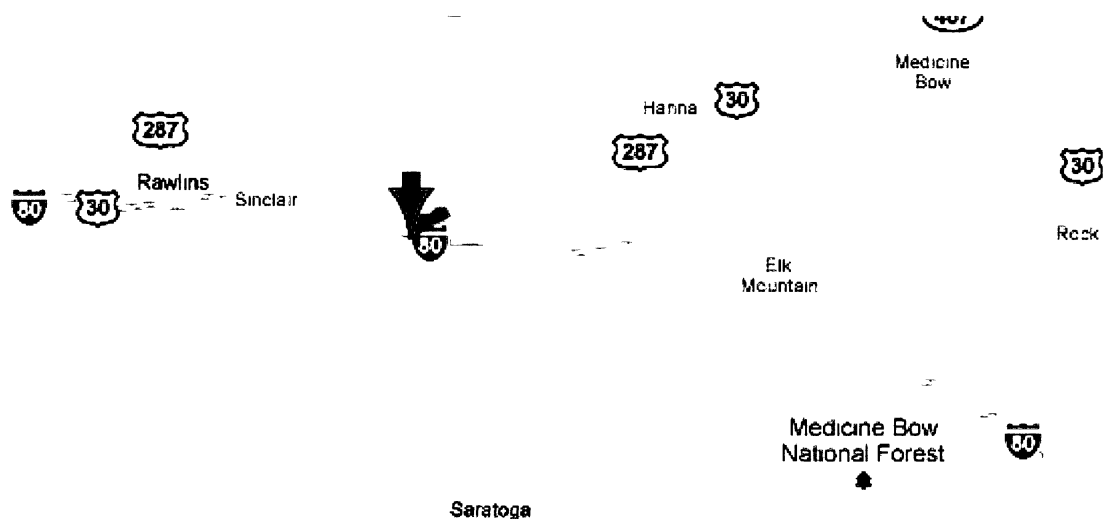 487
Medicine
Bow
Hanna
30
287
287
30
Rawlins
Sinclair
80
30
80
Rock
Elk
Mountain
Medicine Bow
National Forest
80
Saratoga